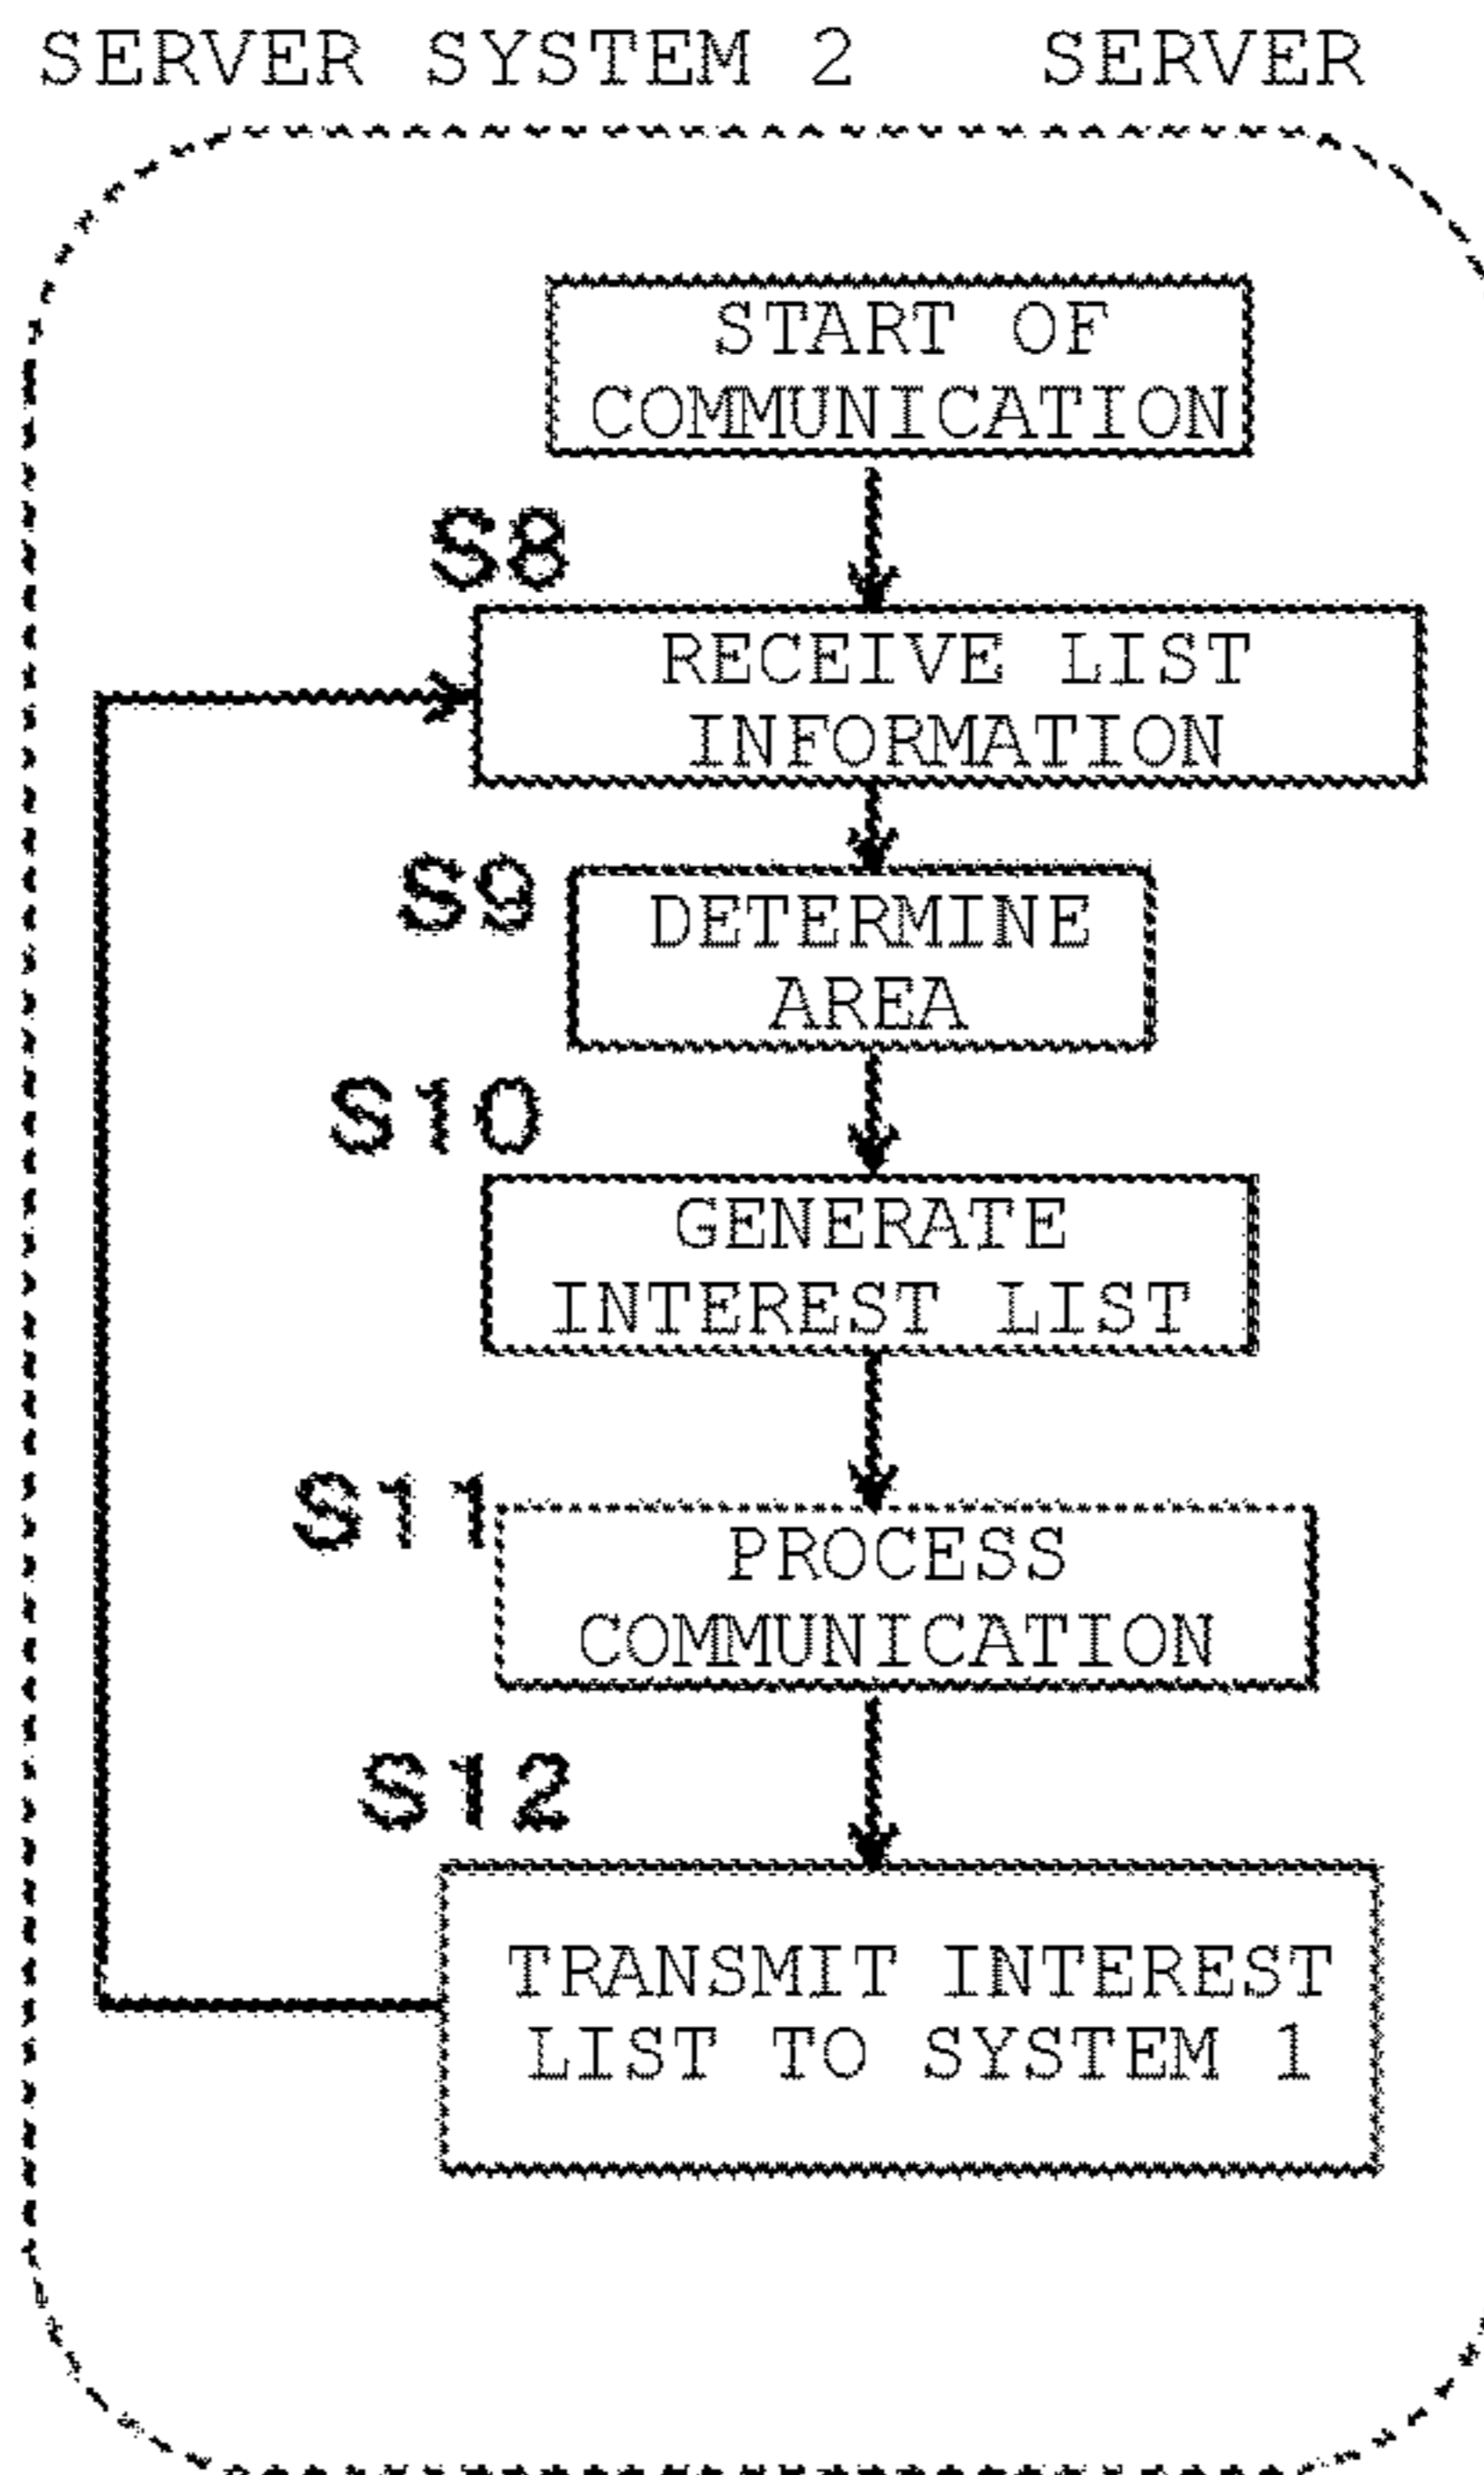 SERVER SYSTEM 2 SERVER
START OF
COMMUNICATION
S8
RECEIVE LIST
INFORMATION
S9
DETERMINE
AREA
S10
GENERATE
INTEREST LIST
S11
PROCESS
COMMUNICATION
S12
TRANSMIT INTEREST
LIST TO SYSTEM 1